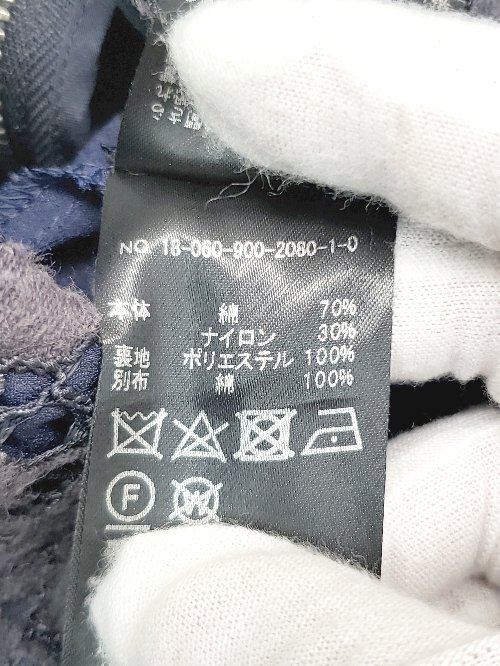 NO. 18-060-900-2080-1-0
本体 綿 70%
ナイロン 30%
裏地 ポリエステル 100%
別布 綿 100%
F
W